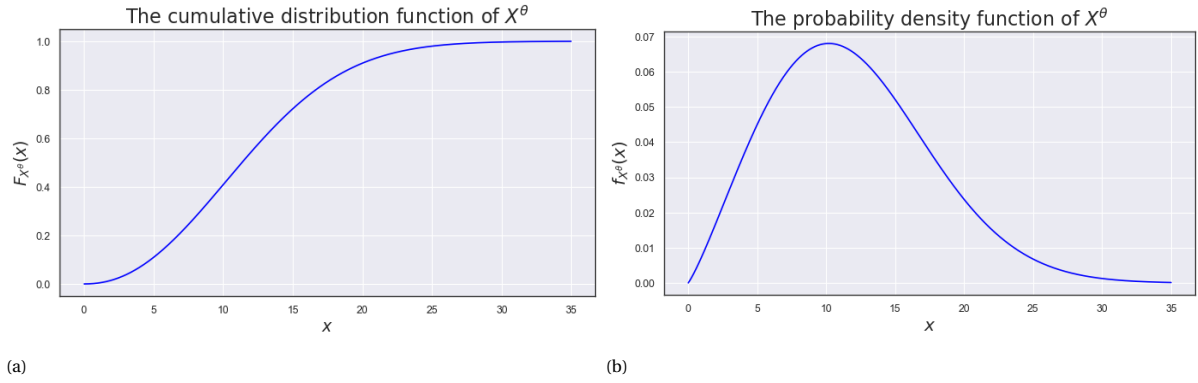 The cumulative distribution function of X^θ
1.0
0.8
0.6
0.4
0.2
0.0
F_{X^θ}(x)
0 5 10 15 20 25 30 35
x
(a)
The probability density function of X^θ
0.07
0.06
0.05
0.04
0.03
0.02
0.01
0.00
f_{X^θ}(x)
0 5 10 15 20 25 30 35
x
(b)